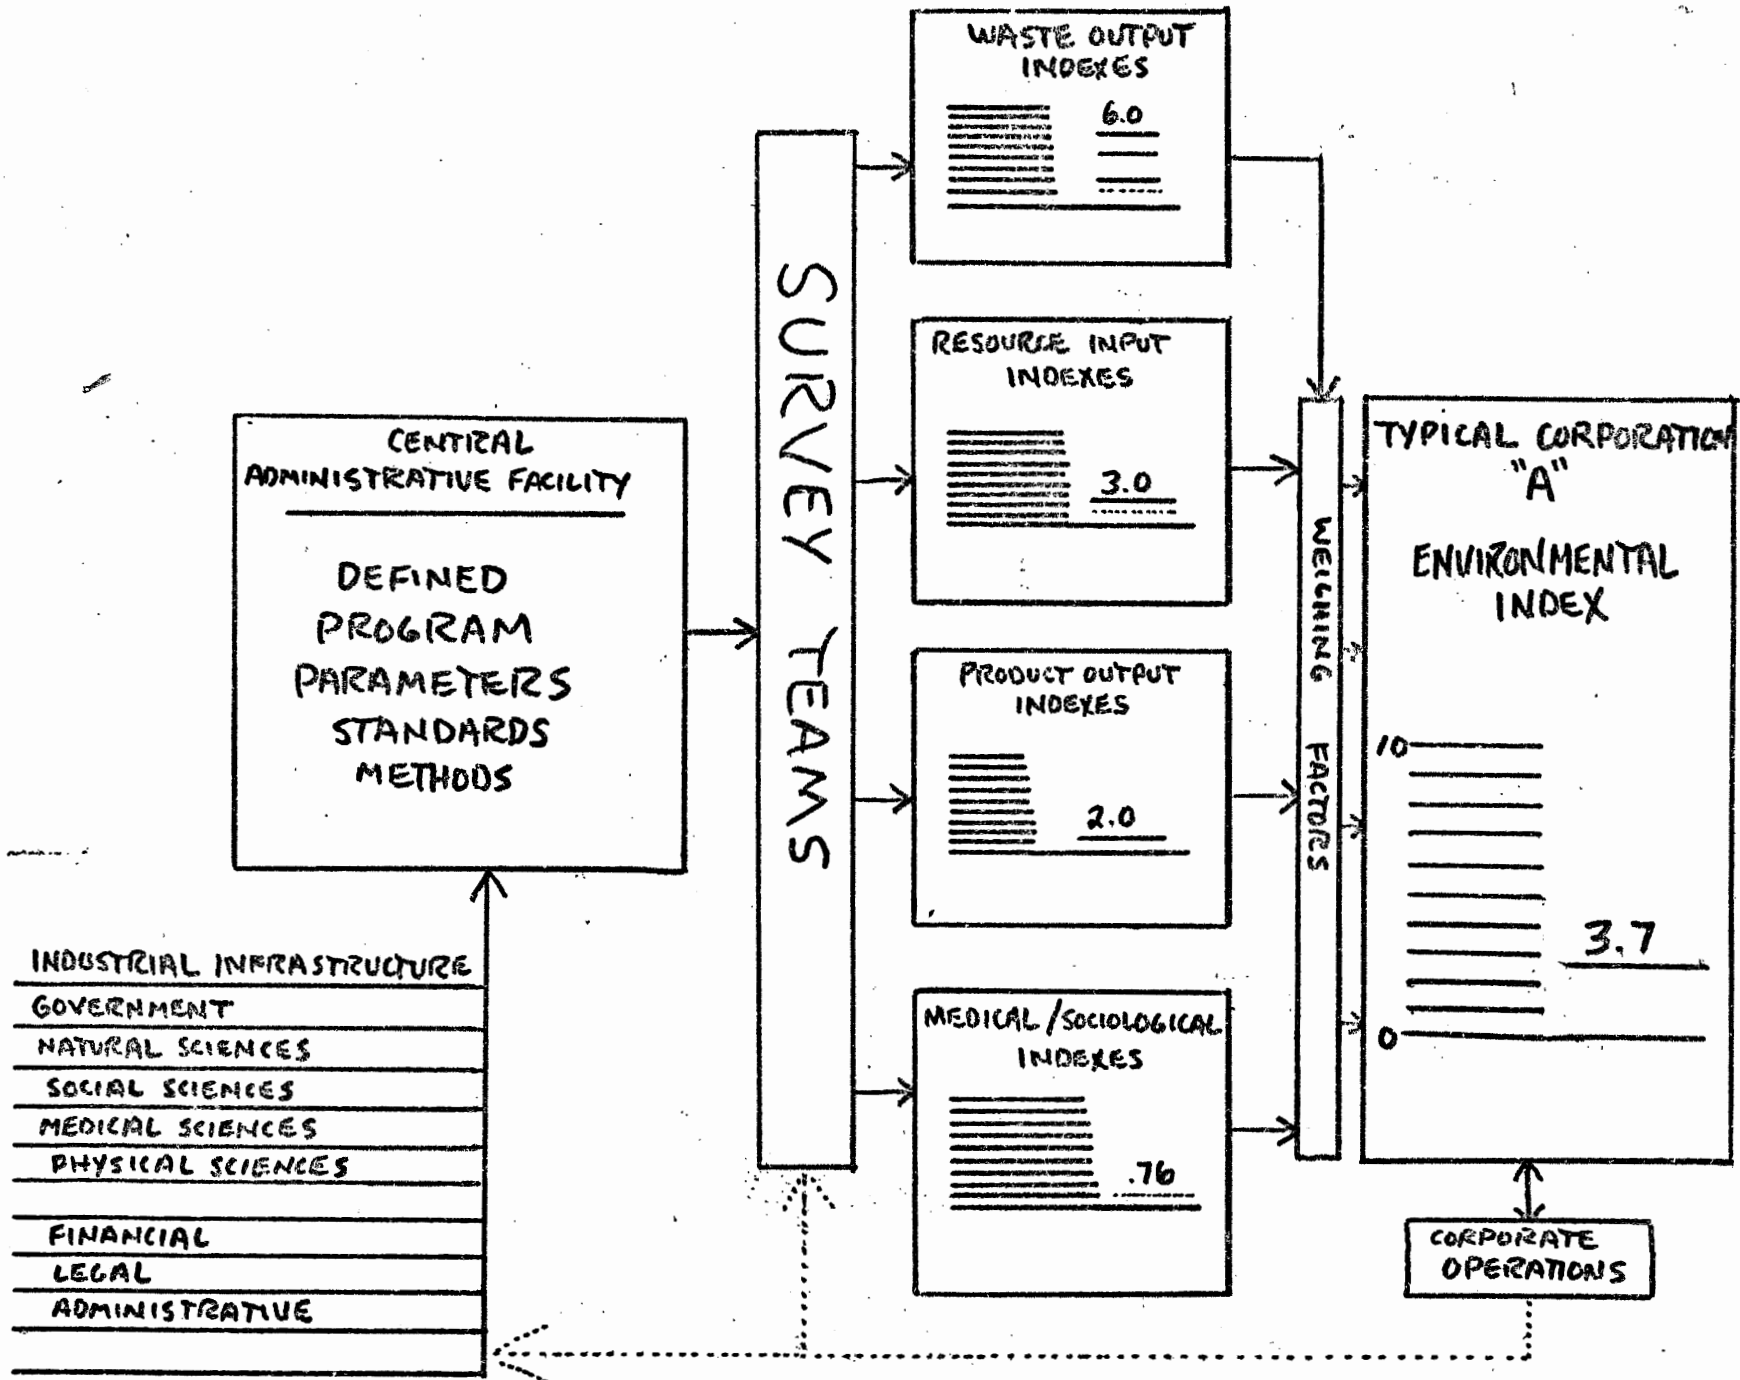 WASTE OUTPUT
INDEXES
6.0
RESOURCE INPUT
INDEXES
3.0
PRODUCT OUTPUT
INDEXES
2.0
MEDICAL/SOCIOLOGICAL
INDEXES
.76
SURVEY TEAMS
CENTRAL
ADMINISTRATIVE FACILITY
DEFINED
PROGRAM
PARAMETERS
STANDARDS
METHODS
INDUSTRIAL INFRASTRUCTURE
GOVERNMENT
NATURAL SCIENCES
SOCIAL SCIENCES
MEDICAL SCIENCES
PHYSICAL SCIENCES
FINANCIAL
LEGAL
ADMINISTRATIVE
WEIGHING FACTORS
TYPICAL CORPORATION
"A"
ENVIRONMENTAL
INDEX
10
3.7
0
CORPORATE
OPERATIONS